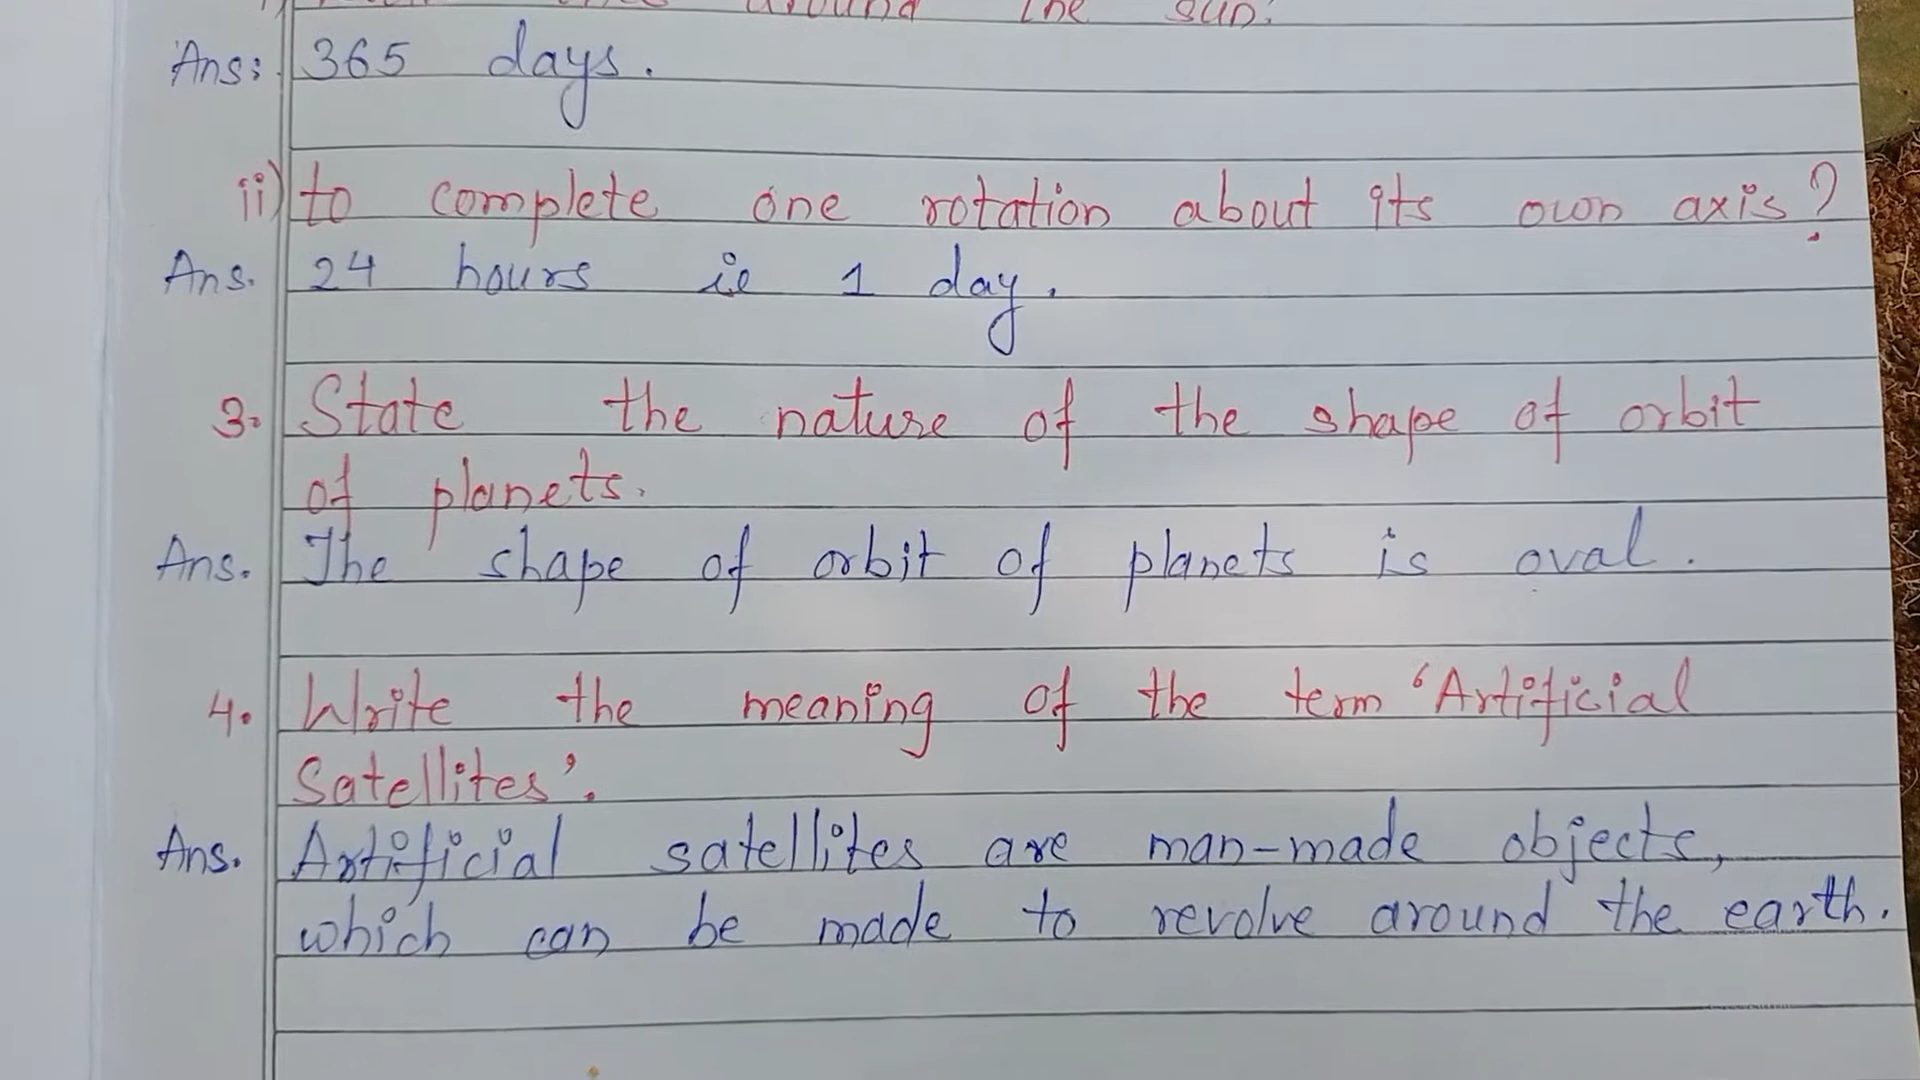 around the sun.
Ans: 365 days.
ii) to complete one rotation about its own axis?
Ans. 24 hours ie 1 day.
3. State the nature of the shape of orbit
of planets.
Ans. The shape of orbit of planets is oval.
4. Write the meaning of the term ‘Artificial
Satellites’.
Ans. Artificial satellites are man-made objects,
which can be made to revolve around the earth.